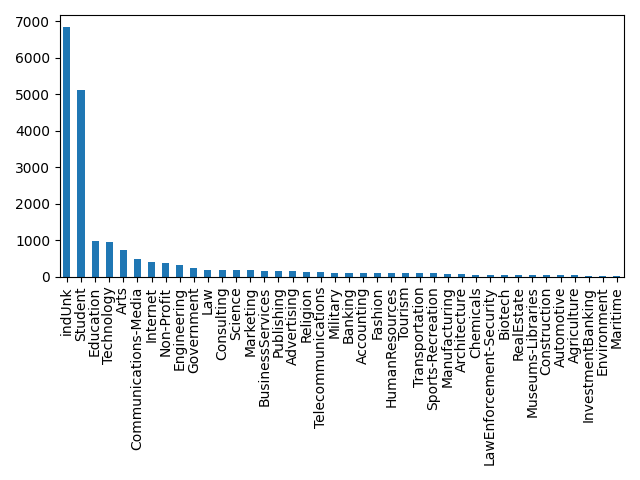 7000
6000
5000
4000
3000
2000
1000
0
indUnk
Student
Education
Technology
Arts
Communications-Media
Internet
Non-Profit
Engineering
Government
Law
Consulting
Science
Marketing
BusinessServices
Publishing
Advertising
Religion
Telecommunications
Military
Banking
Accounting
Fashion
HumanResources
Tourism
Transportation
Sports-Recreation
Manufacturing
Architecture
Chemicals
LawEnforcement-Security
Biotech
RealEstate
Museums-Libraries
Construction
Automotive
Agriculture
InvestmentBanking
Environment
Maritime